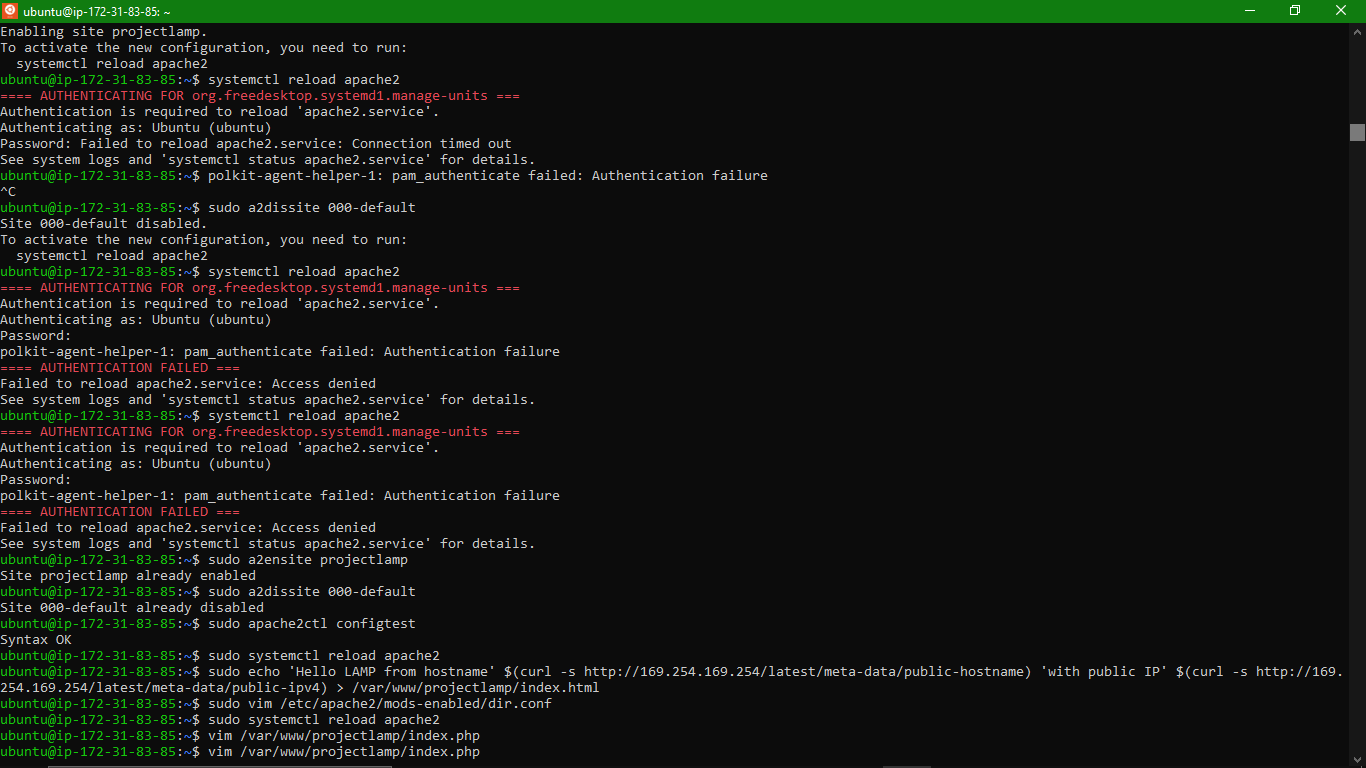 ubuntu@ip-172-31-83-85: ~
Enabling site projectlamp.
To activate the new configuration, you need to run:
  systemctl reload apache2
ubuntu@ip-172-31-83-85:~$ systemctl reload apache2
==== AUTHENTICATING FOR org.freedesktop.systemd1.manage-units ===
Authentication is required to reload 'apache2.service'.
Authenticating as: Ubuntu (ubuntu)
Password: Failed to reload apache2.service: Connection timed out
See system logs and 'systemctl status apache2.service' for details.
ubuntu@ip-172-31-83-85:~$ polkit-agent-helper-1: pam_authenticate failed: Authentication failure
^C
ubuntu@ip-172-31-83-85:~$ sudo a2dissite 000-default
Site 000-default disabled.
To activate the new configuration, you need to run:
  systemctl reload apache2
ubuntu@ip-172-31-83-85:~$ systemctl reload apache2
==== AUTHENTICATING FOR org.freedesktop.systemd1.manage-units ===
Authentication is required to reload 'apache2.service'.
Authenticating as: Ubuntu (ubuntu)
Password:
polkit-agent-helper-1: pam_authenticate failed: Authentication failure
==== AUTHENTICATION FAILED ===
Failed to reload apache2.service: Access denied
See system logs and 'systemctl status apache2.service' for details.
ubuntu@ip-172-31-83-85:~$ systemctl reload apache2
==== AUTHENTICATING FOR org.freedesktop.systemd1.manage-units ===
Authentication is required to reload 'apache2.service'.
Authenticating as: Ubuntu (ubuntu)
Password:
polkit-agent-helper-1: pam_authenticate failed: Authentication failure
==== AUTHENTICATION FAILED ===
Failed to reload apache2.service: Access denied
See system logs and 'systemctl status apache2.service' for details.
ubuntu@ip-172-31-83-85:~$ sudo a2ensite projectlamp
Site projectlamp already enabled
ubuntu@ip-172-31-83-85:~$ sudo a2dissite 000-default
Site 000-default already disabled
ubuntu@ip-172-31-83-85:~$ sudo apache2ctl configtest
Syntax OK
ubuntu@ip-172-31-83-85:~$ sudo systemctl reload apache2
ubuntu@ip-172-31-83-85:~$ sudo echo 'Hello LAMP from hostname' $(curl -s http://169.254.169.254/latest/meta-data/public-hostname) 'with public IP' $(curl -s http://169.
254.169.254/latest/meta-data/public-ipv4) > /var/www/projectlamp/index.html
ubuntu@ip-172-31-83-85:~$ sudo vim /etc/apache2/mods-enabled/dir.conf
ubuntu@ip-172-31-83-85:~$ sudo systemctl reload apache2
ubuntu@ip-172-31-83-85:~$ vim /var/www/projectlamp/index.php
ubuntu@ip-172-31-83-85:~$ vim /var/www/projectlamp/index.php